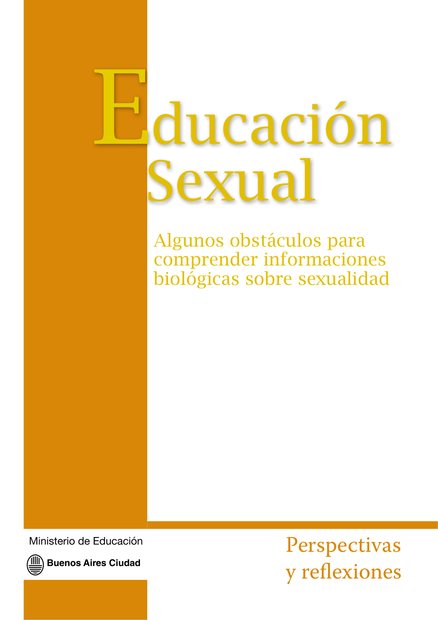 Educación
Sexual
Algunos obstáculos para
comprender informaciones
biológicas sobre sexualidad
Ministerio de Educación
Buenos Aires Ciudad
Perspectivas
y reflexiones